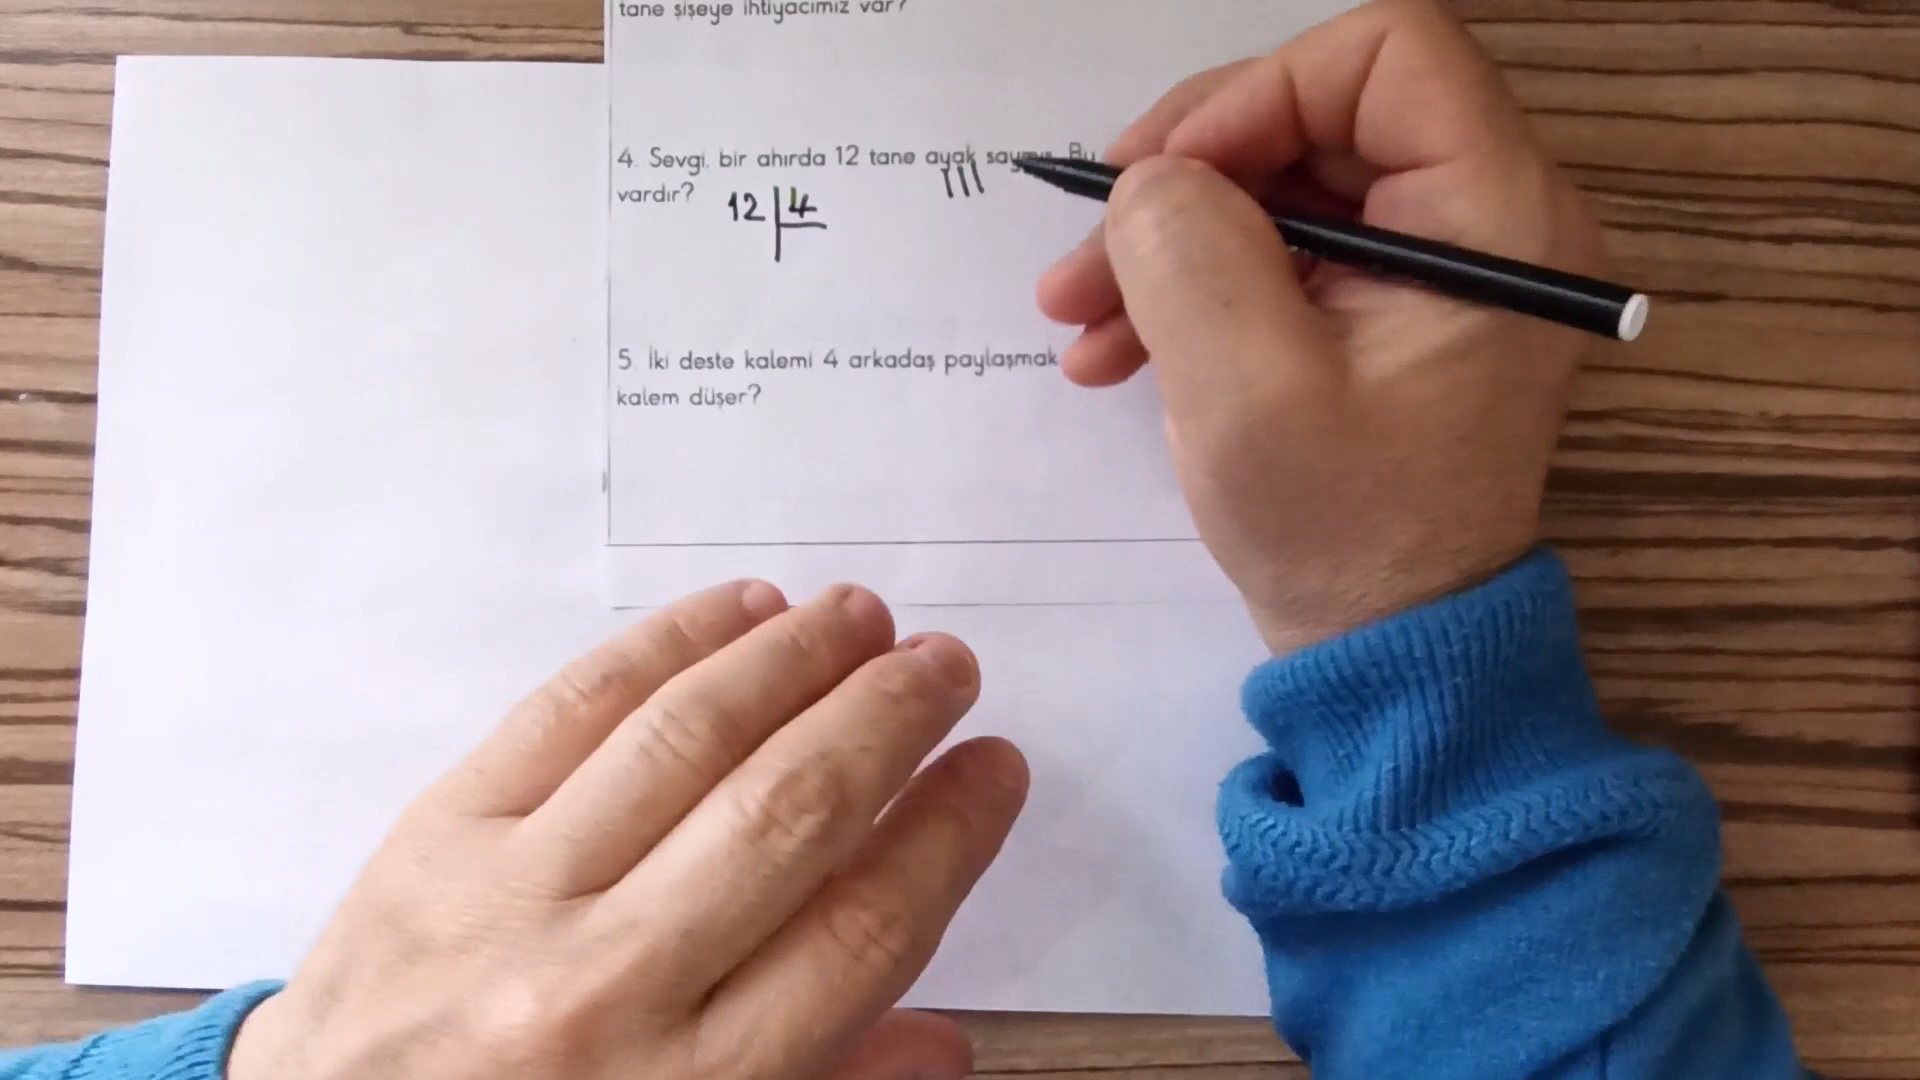 tane şişeye ihtiyacımız var?
4. Sevgi, bir ahırda 12 tane ayak Bu
vardır?
12 4
5. İki deste kalemi 4 arkadaş paylaşmak
kalem düşer?